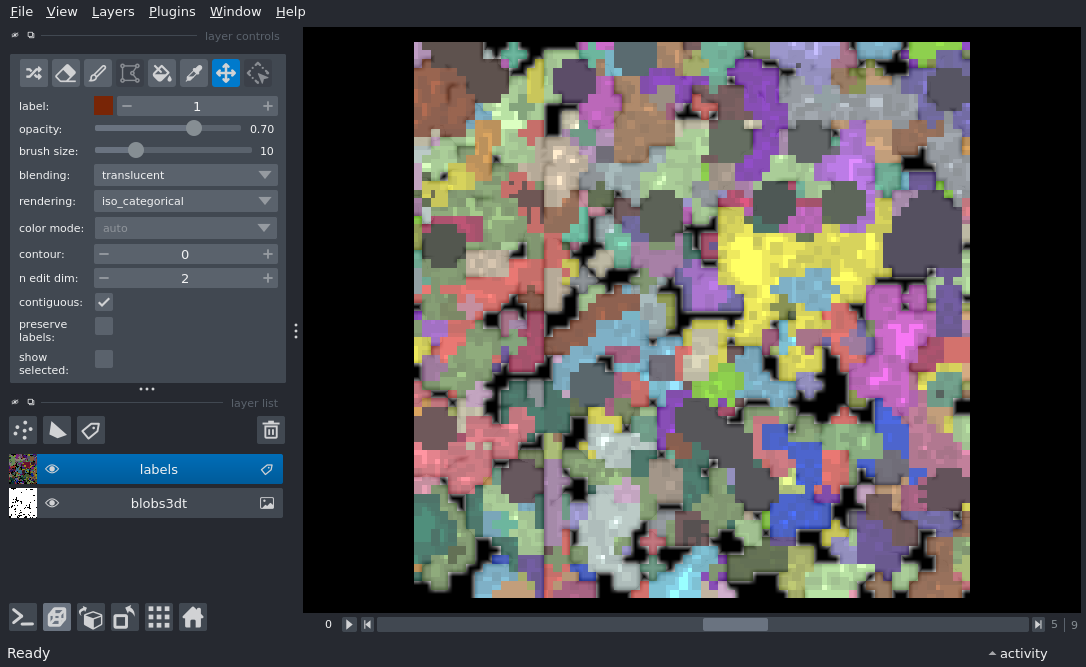 File View Layers Plugins Window Help
layer controls
label: 1
opacity: 0.70
brush size: 10
blending: translucent
rendering: iso_categorical
color mode: auto
contour: 0
n edit dim: 2
contiguous:
preserve
labels:
show
selected:
layer list
labels
blobs3dt
0 5 | 9
Ready activity